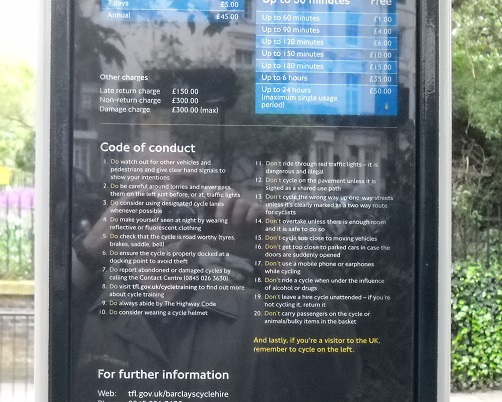 7 days £5.00
Annual £45.00
Up to 30 minutes Free
Up to 60 minutes £1.00
Up to 90 minutes £4.00
Up to 120 minutes £6.00
Up to 150 minutes £10.00
Up to 180 minutes £15.00
Up to 6 hours £35.00
Up to 24 hours £50.00
(maximum single usage
period)
Other charges
Late return charge £150.00
Non-return charge £300.00
Damage charge £300.00 (max)
Code of conduct
1. Do watch out for other vehicles and
pedestrians and give clear hand signals to
show your intentions
2. Do be careful around lorries and never pass
them on the left just before, or at, traffic lights
3. Do consider using designated cycle lanes
whenever possible
4. Do make yourself seen at night by wearing
reflective or fluorescent clothing
5. Do check that the cycle is road worthy (tyres,
brakes, saddle, bell)
6. Do ensure the cycle is properly docked at a
docking point to avoid theft
7. Do report abandoned or damaged cycles by
calling the Contact Centre (0845 026 3630)
8. Do visit tfl.gov.uk/cycletraining to find out more
about cycle training
9. Do always abide by The Highway Code
10. Do consider wearing a cycle helmet
11. Don't ride through red traffic lights – it is
dangerous and illegal
12. Don't cycle on the pavement unless it is
signed as a shared use path
13. Don't cycle the wrong way up one-way streets
unless it's clearly marked as a two way route
for cyclists
14. Don't overtake unless there is enough room
and it is safe to do so
15. Don't cycle too close to moving vehicles
16. Don't get too close to parked cars in case the
doors are suddenly opened
17. Don't use a mobile phone or earphones
while cycling
18. Don't ride a cycle when under the influence
of alcohol or drugs
19. Don't leave a hire cycle unattended – if you're
not cycling it, return it
20. Don't carry passengers on the cycle or
animals/bulky items in the basket
And lastly, if you're a visitor to the UK,
remember to cycle on the left.
For further information
Web: tfl.gov.uk/barclayscyclehire